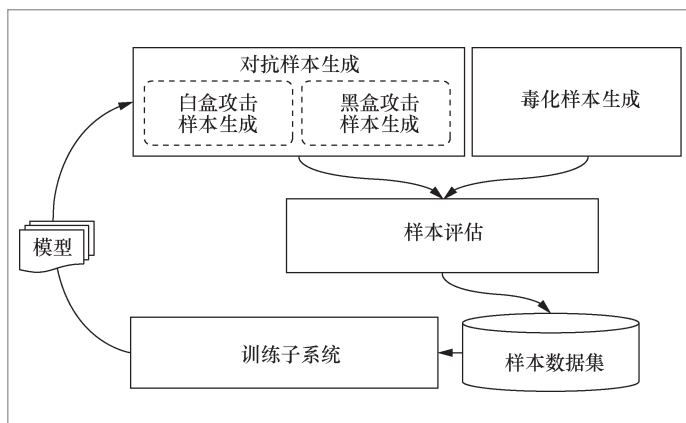 对抗样本生成
白盒攻击
样本生成
黑盒攻击
样本生成
毒化样本生成
样本评估
模型
训练子系统
样本数据集